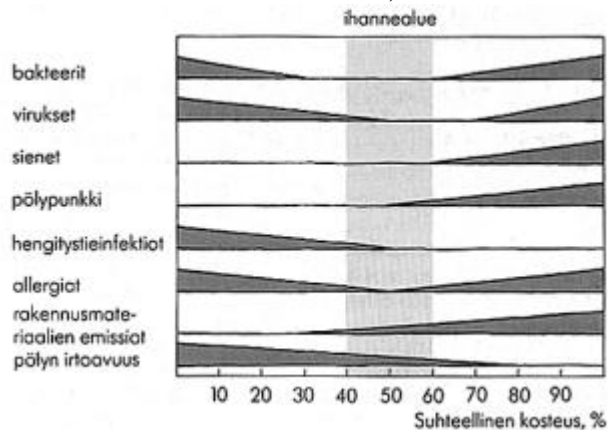 ihannealue
bakteerit
virukset
sienet
pölypunkki
hengitystieinfektiot
allergiat
rakennusmate-
riaalien emissiot
pölyn irtoavuus
10 20 30 40 50 60 70 80 90
Suhteellinen kosteus, %